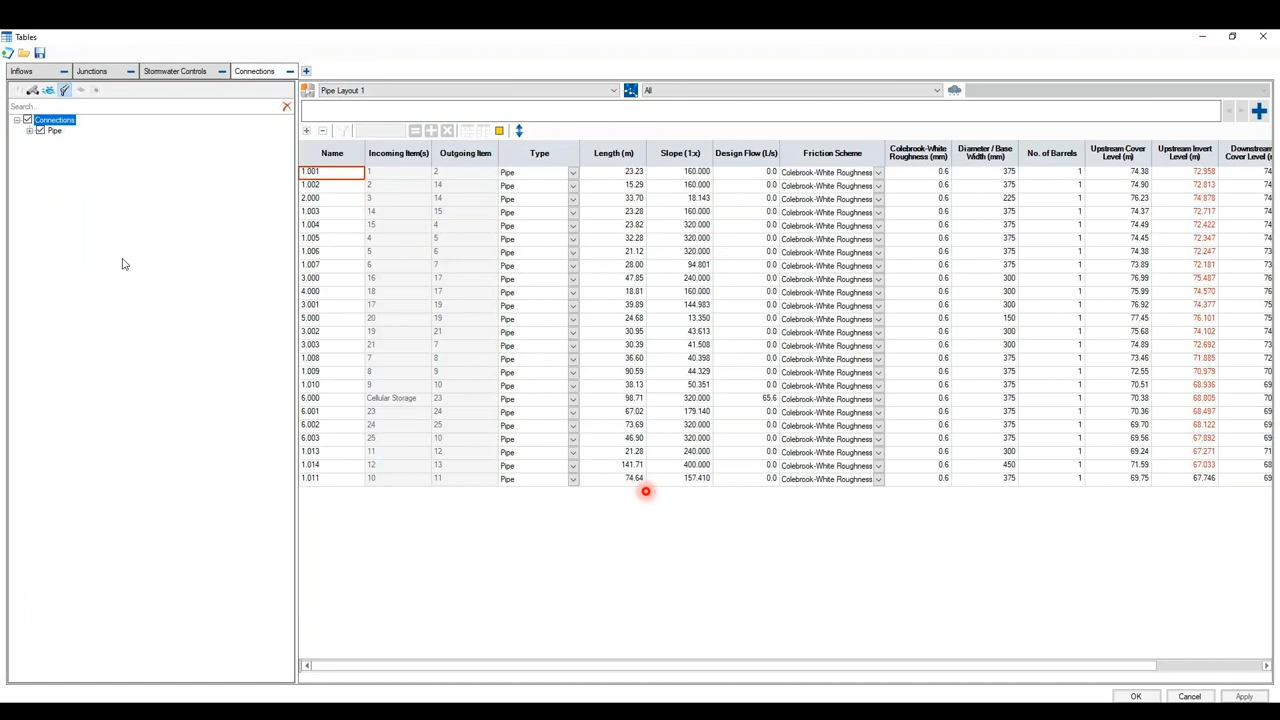 Tables
Inflows Junctions Stormwater Controls Connections
Pipe Layout 1 All
Search...
Connections
Pipe
Name Incoming Item(s) Outgoing Item Type Length (m) Slope (1:x) Design Flow (L/s) Friction Scheme Colebrook-White Roughness (mm) Diameter / Base Width (mm) No. of Barrels Upstream Cover Level (m) Upstream Invert Level (m) Downstream Cover Level (m)
1.001 1 2 Pipe 23.23 160.000 0.0 Colebrook-White Roughness 0.6 375 1 74.38 72.958 74
1.002 2 14 Pipe 15.29 160.000 0.0 Colebrook-White Roughness 0.6 375 1 74.90 72.813 74
2.000 3 14 Pipe 33.70 18.143 0.0 Colebrook-White Roughness 0.6 225 1 76.23 74.878 74
1.003 14 15 Pipe 23.28 160.000 0.0 Colebrook-White Roughness 0.6 375 1 74.37 72.717 74
1.004 15 4 Pipe 23.82 320.000 0.0 Colebrook-White Roughness 0.6 375 1 74.49 72.422 74
1.005 4 5 Pipe 32.28 320.000 0.0 Colebrook-White Roughness 0.6 375 1 74.45 72.347 74
1.006 5 6 Pipe 21.12 320.000 0.0 Colebrook-White Roughness 0.6 375 1 74.38 72.247 73
1.007 6 7 Pipe 28.00 94.801 0.0 Colebrook-White Roughness 0.6 375 1 73.89 72.181 73
3.000 16 17 Pipe 47.85 240.000 0.0 Colebrook-White Roughness 0.6 300 1 76.99 75.487 76
4.000 18 17 Pipe 18.81 160.000 0.0 Colebrook-White Roughness 0.6 300 1 75.99 74.570 76
3.001 17 19 Pipe 39.89 144.983 0.0 Colebrook-White Roughness 0.6 300 1 76.92 74.377 75
5.000 20 19 Pipe 24.68 13.350 0.0 Colebrook-White Roughness 0.6 150 1 77.45 76.101 75
3.002 19 21 Pipe 30.95 43.613 0.0 Colebrook-White Roughness 0.6 300 1 75.68 74.102 74
3.003 21 7 Pipe 30.39 41.508 0.0 Colebrook-White Roughness 0.6 300 1 74.89 72.692 73
1.008 7 8 Pipe 36.60 40.398 0.0 Colebrook-White Roughness 0.6 375 1 73.46 71.885 72
1.009 8 9 Pipe 90.59 44.329 0.0 Colebrook-White Roughness 0.6 375 1 72.55 70.979 70
1.010 9 10 Pipe 38.13 50.351 0.0 Colebrook-White Roughness 0.6 375 1 70.51 68.936 69
6.000 Cellular Storage 23 Pipe 98.71 320.000 65.6 Colebrook-White Roughness 0.6 375 1 70.38 68.805 70
6.001 23 24 Pipe 67.02 179.140 0.0 Colebrook-White Roughness 0.6 375 1 70.36 68.497 69
6.002 24 25 Pipe 73.69 320.000 0.0 Colebrook-White Roughness 0.6 375 1 69.70 68.122 69
6.003 25 10 Pipe 46.90 320.000 0.0 Colebrook-White Roughness 0.6 375 1 69.56 67.892 69
1.013 11 12 Pipe 21.28 240.000 0.0 Colebrook-White Roughness 0.6 300 1 69.24 67.271 71
1.014 12 13 Pipe 141.71 400.000 0.0 Colebrook-White Roughness 0.6 450 1 71.59 67.033 68
1.011 10 11 Pipe 74.64 157.410 0.0 Colebrook-White Roughness 0.6 375 1 69.75 67.746 69
OK Cancel Apply